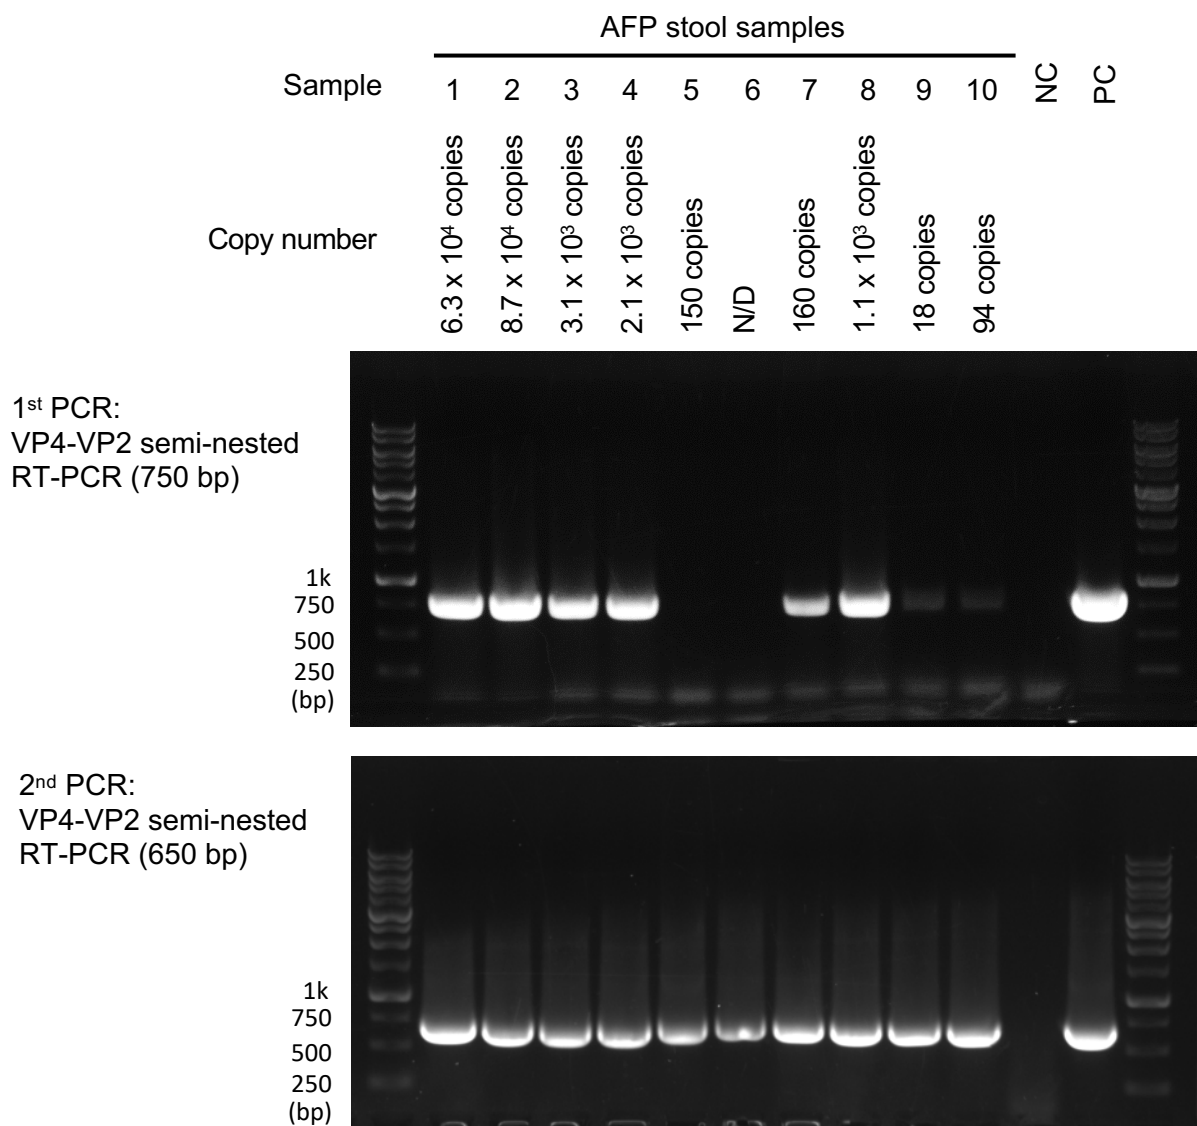 AFP stool samples
Sample 1 2 3 4 5 6 7 8 9 10 NC PC
Copy number 6.3 x 10⁴ copies 8.7 x 10⁴ copies 3.1 x 10³ copies 2.1 x 10³ copies 150 copies N/D 160 copies 1.1 x 10³ copies 18 copies 94 copies
1st PCR:
VP4-VP2 semi-nested
RT-PCR (750 bp)
1k
750
500
250
(bp)
2nd PCR:
VP4-VP2 semi-nested
RT-PCR (650 bp)
1k
750
500
250
(bp)